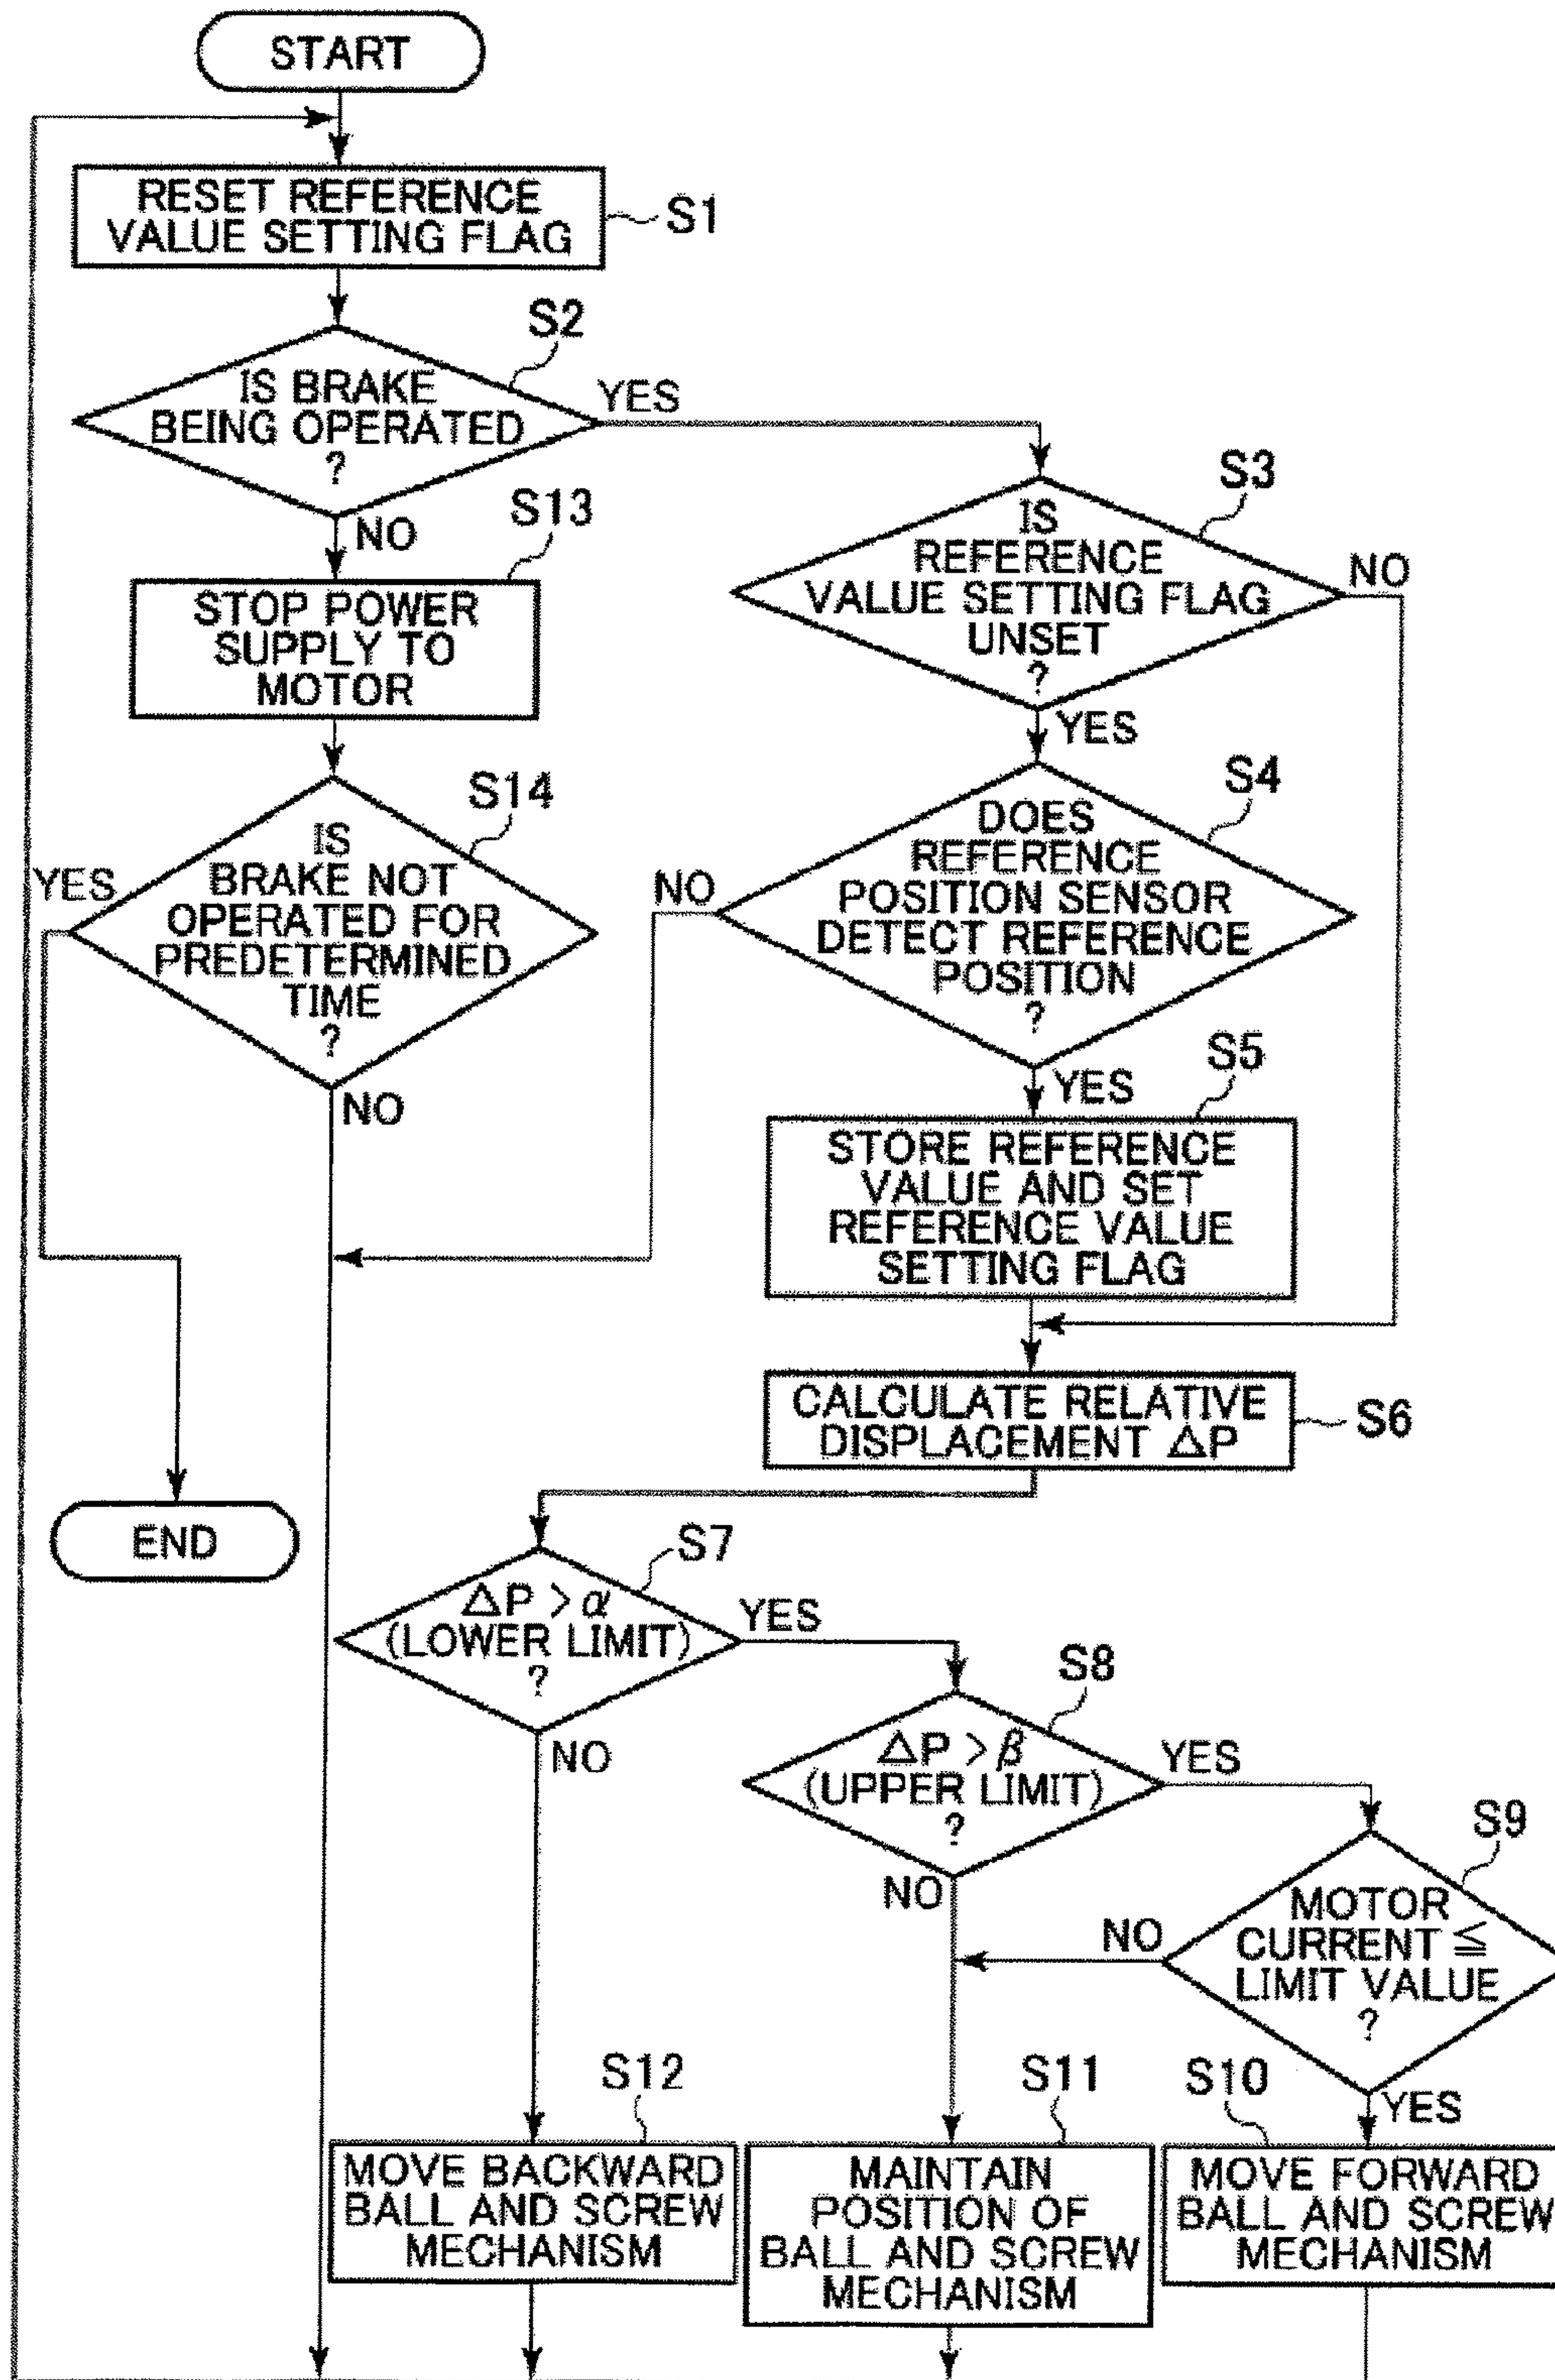 START
RESET REFERENCE
VALUE SETTING FLAG
S1
S2
IS BRAKE
BEING OPERATED
?
YES
NO
S13
STOP POWER
SUPPLY TO
MOTOR
S3
IS
REFERENCE
VALUE SETTING FLAG
UNSET
?
NO
YES
S14
IS
BRAKE NOT
OPERATED FOR
PREDETERMINED
TIME
?
YES
NO
S4
DOES
REFERENCE
POSITION SENSOR
DETECT REFERENCE
POSITION
?
NO
YES
S5
STORE REFERENCE
VALUE AND SET
REFERENCE VALUE
SETTING FLAG
CALCULATE RELATIVE
DISPLACEMENT ΔP
S6
END
S7
ΔP > α
(LOWER LIMIT)
?
YES
NO
S8
ΔP > β
(UPPER LIMIT)
?
YES
NO
S9
MOTOR
CURRENT ≦
LIMIT VALUE
?
NO
YES
S12
MOVE BACKWARD
BALL AND SCREW
MECHANISM
S11
MAINTAIN
POSITION OF
BALL AND SCREW
MECHANISM
S10
MOVE FORWARD
BALL AND SCREW
MECHANISM